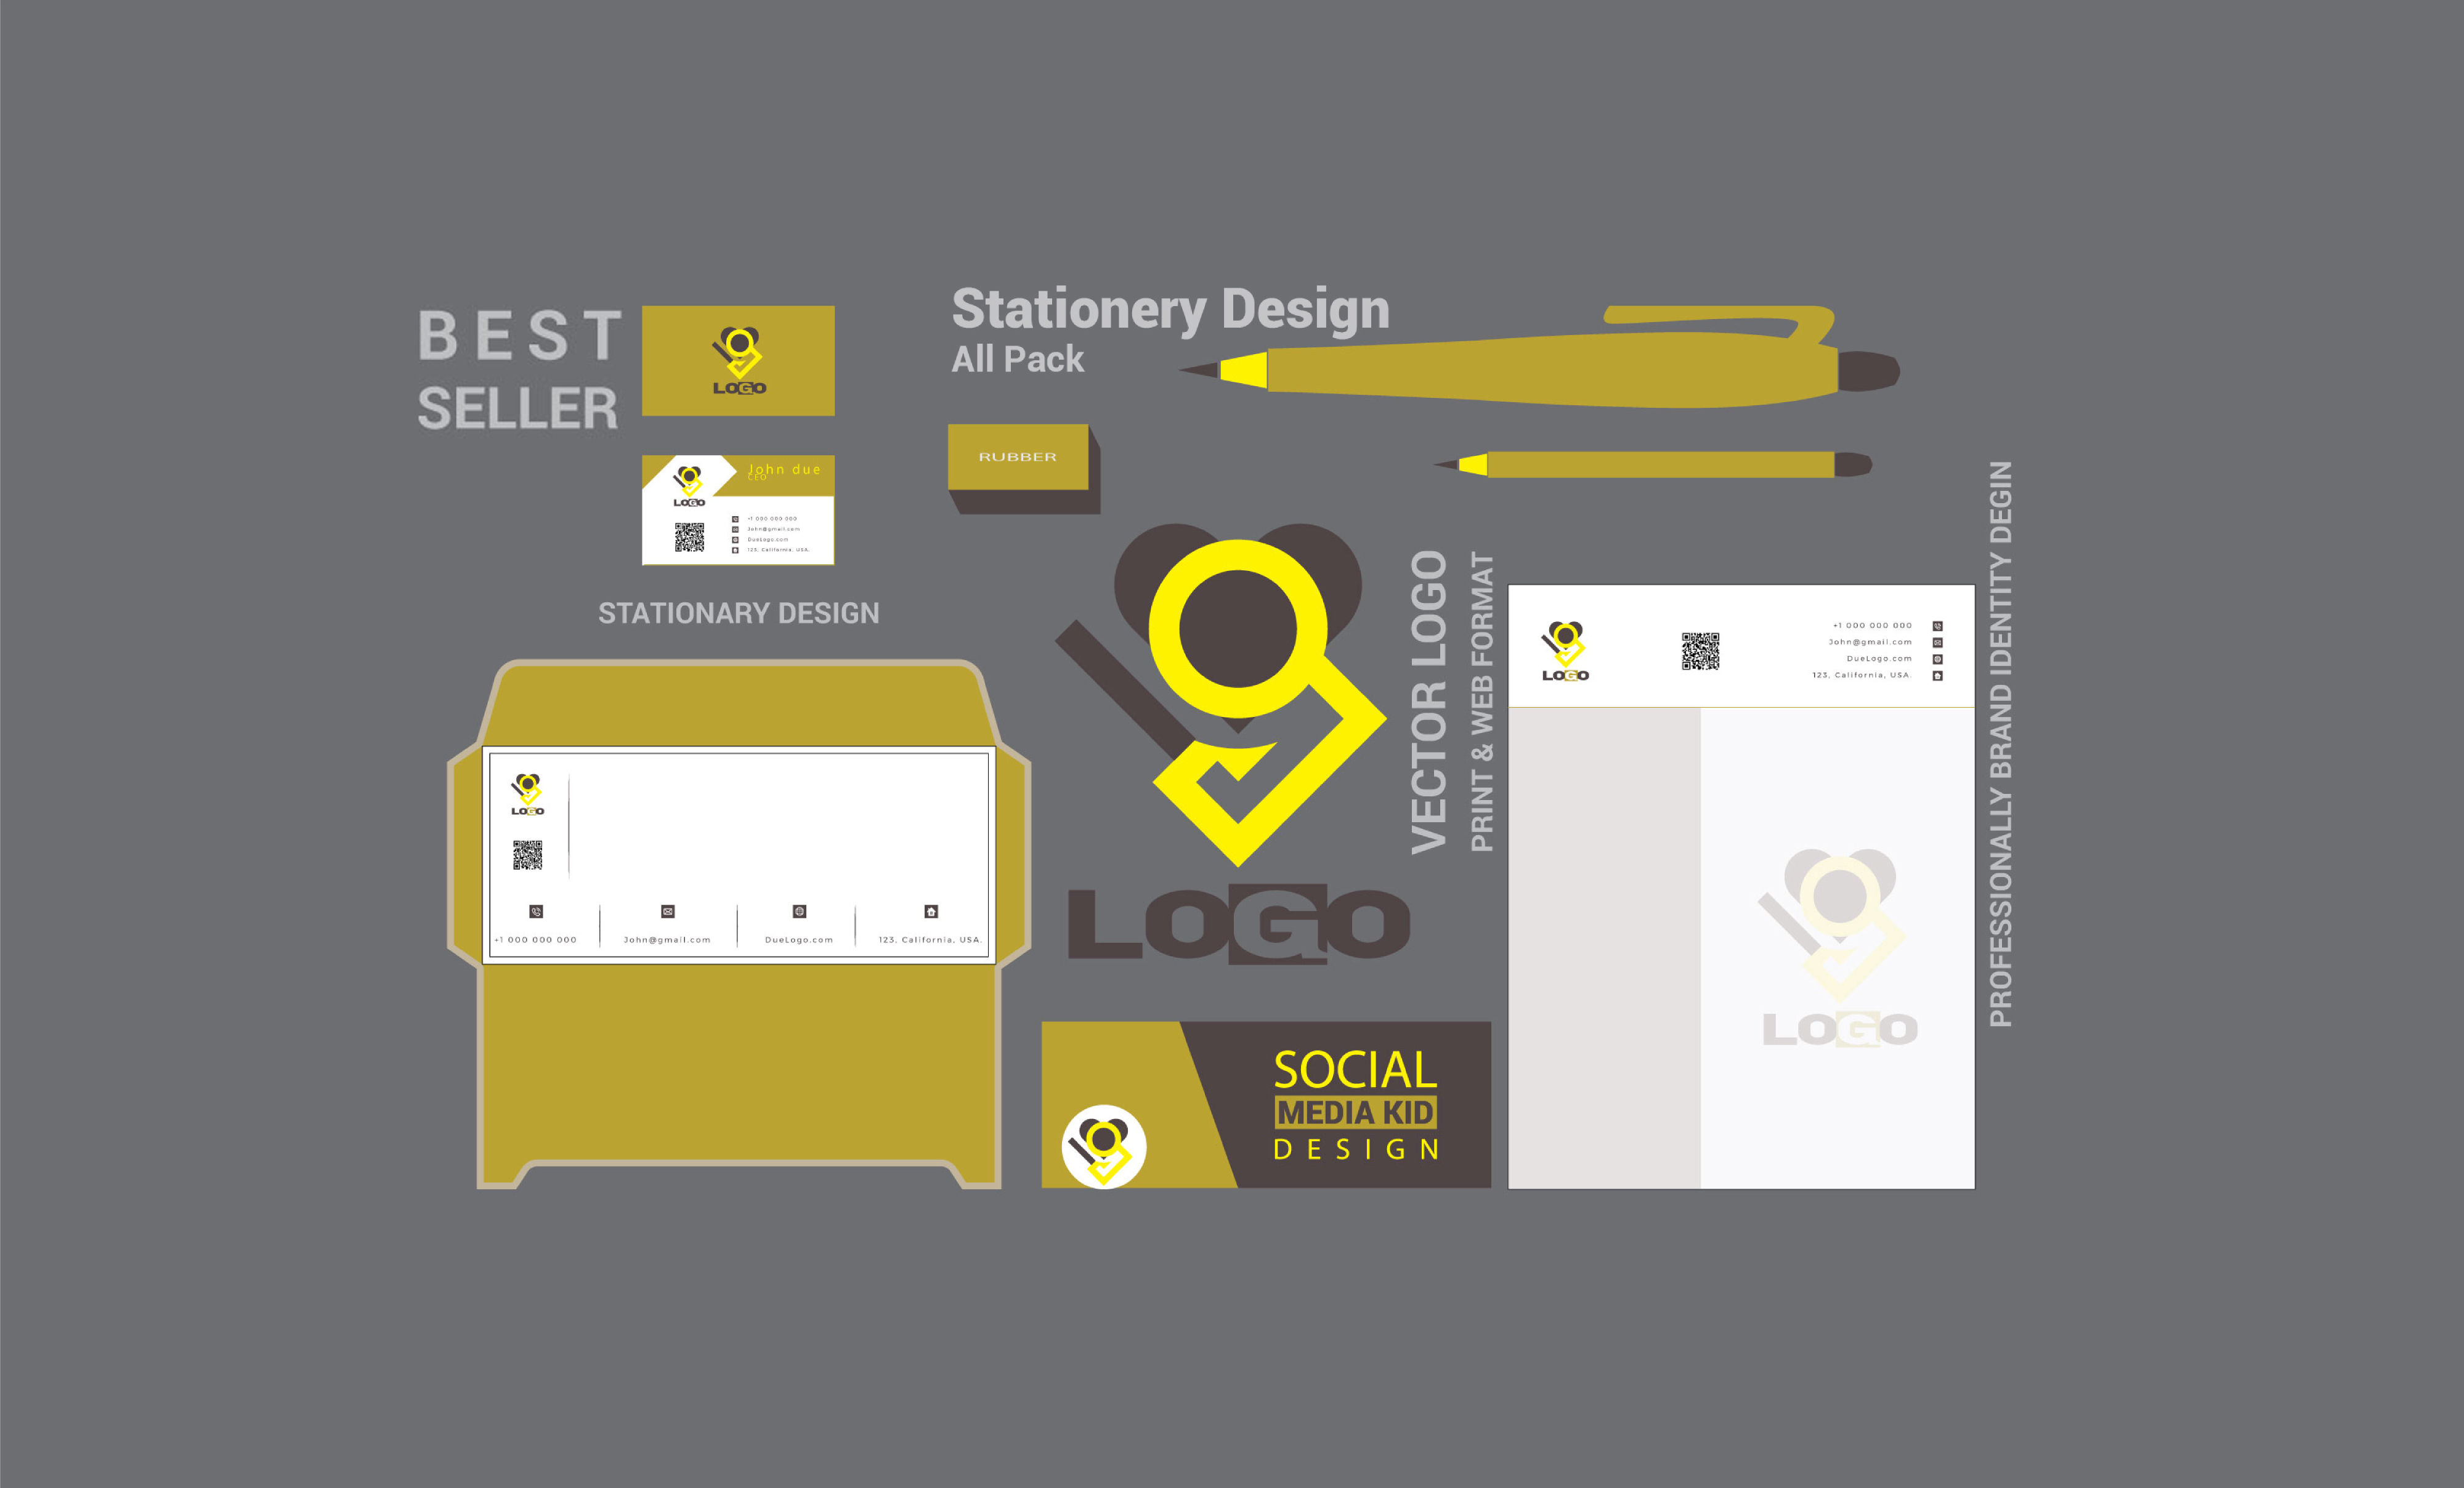 BEST
SELLER
LOGO
John due
CEO
LOGO
+1 000 000 000
John@gmail.com
DueLogo.com
123, California, USA.
STATIONARY DESIGN
Stationery Design
All Pack
RUBBER
LOGO
+1 000 000 000
John@gmail.com
DueLogo.com
123, California, USA.
LOGO
VECTOR LOGO
PRINT & WEB FORMAT
SOCIAL
MEDIA KID
DESIGN
LOGO
+1 000 000 000
John@gmail.com
DueLogo.com
123, California, USA.
LOGO
PROFESSIONALLY BRAND IDENTITY DEGIN